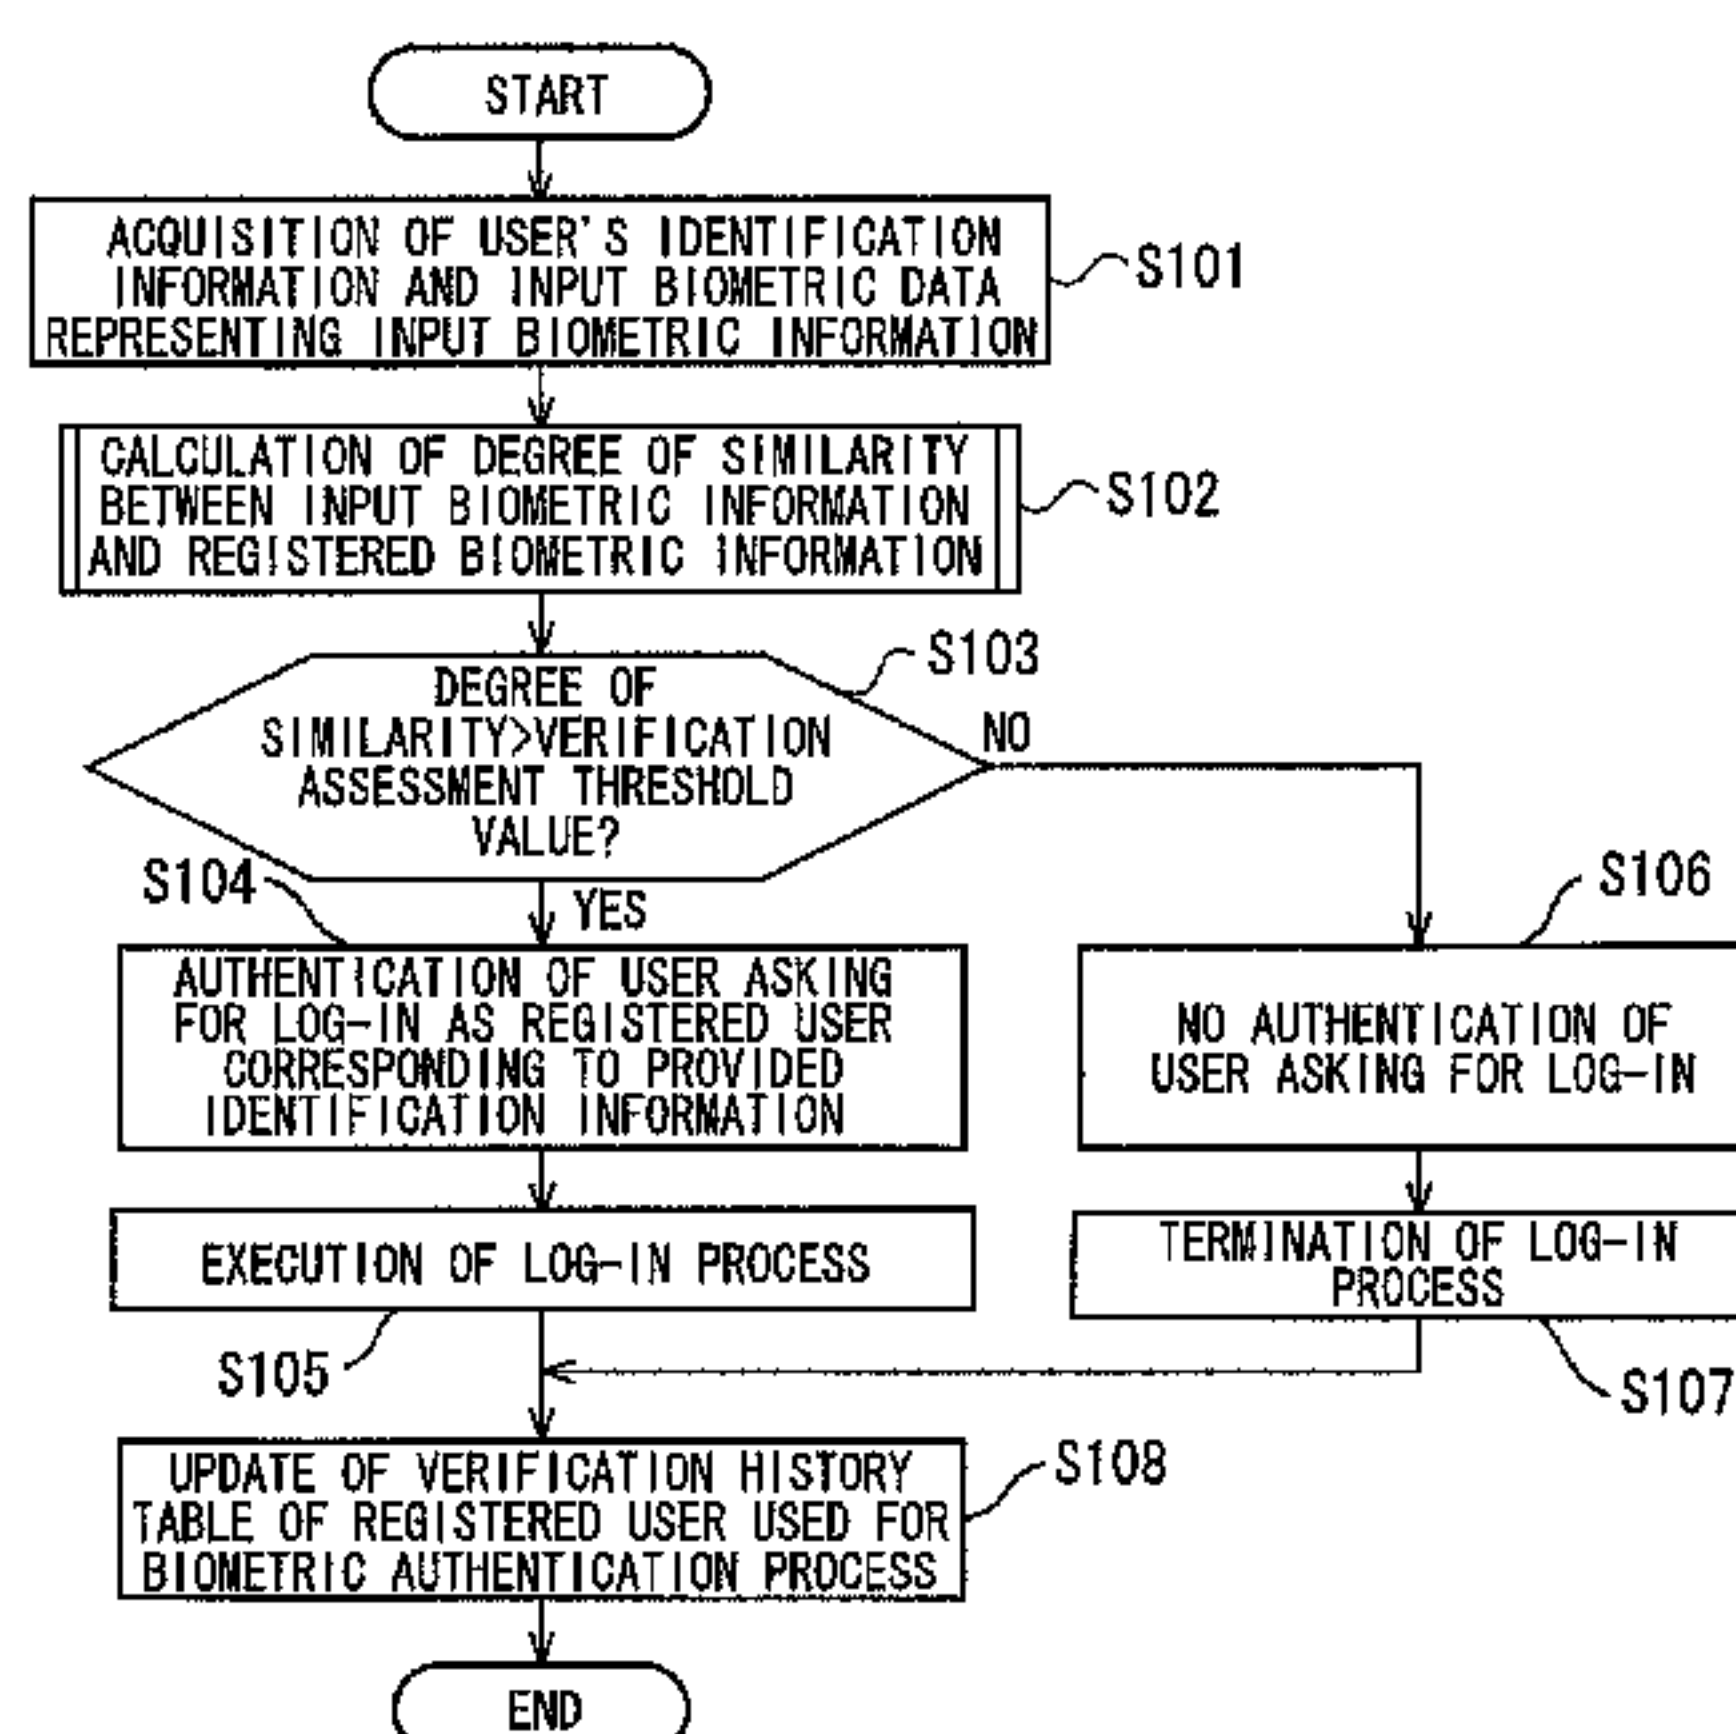 START
ACQUISITION OF USER'S IDENTIFICATION
INFORMATION AND INPUT BIOMETRIC DATA
REPRESENTING INPUT BIOMETRIC INFORMATION
S101
CALCULATION OF DEGREE OF SIMILARITY
BETWEEN INPUT BIOMETRIC INFORMATION
AND REGISTERED BIOMETRIC INFORMATION
S102
S103
DEGREE OF
SIMILARITY>VERIFICATION
ASSESSMENT THRESHOLD
VALUE?
NO
YES
S104
AUTHENTICATION OF USER ASKING
FOR LOG-IN AS REGISTERED USER
CORRESPONDING TO PROVIDED
IDENTIFICATION INFORMATION
S106
NO AUTHENTICATION OF
USER ASKING FOR LOG-IN
EXECUTION OF LOG-IN PROCESS
S105
TERMINATION OF LOG-IN
PROCESS
S107
UPDATE OF VERIFICATION HISTORY
TABLE OF REGISTERED USER USED FOR
BIOMETRIC AUTHENTICATION PROCESS
S108
END